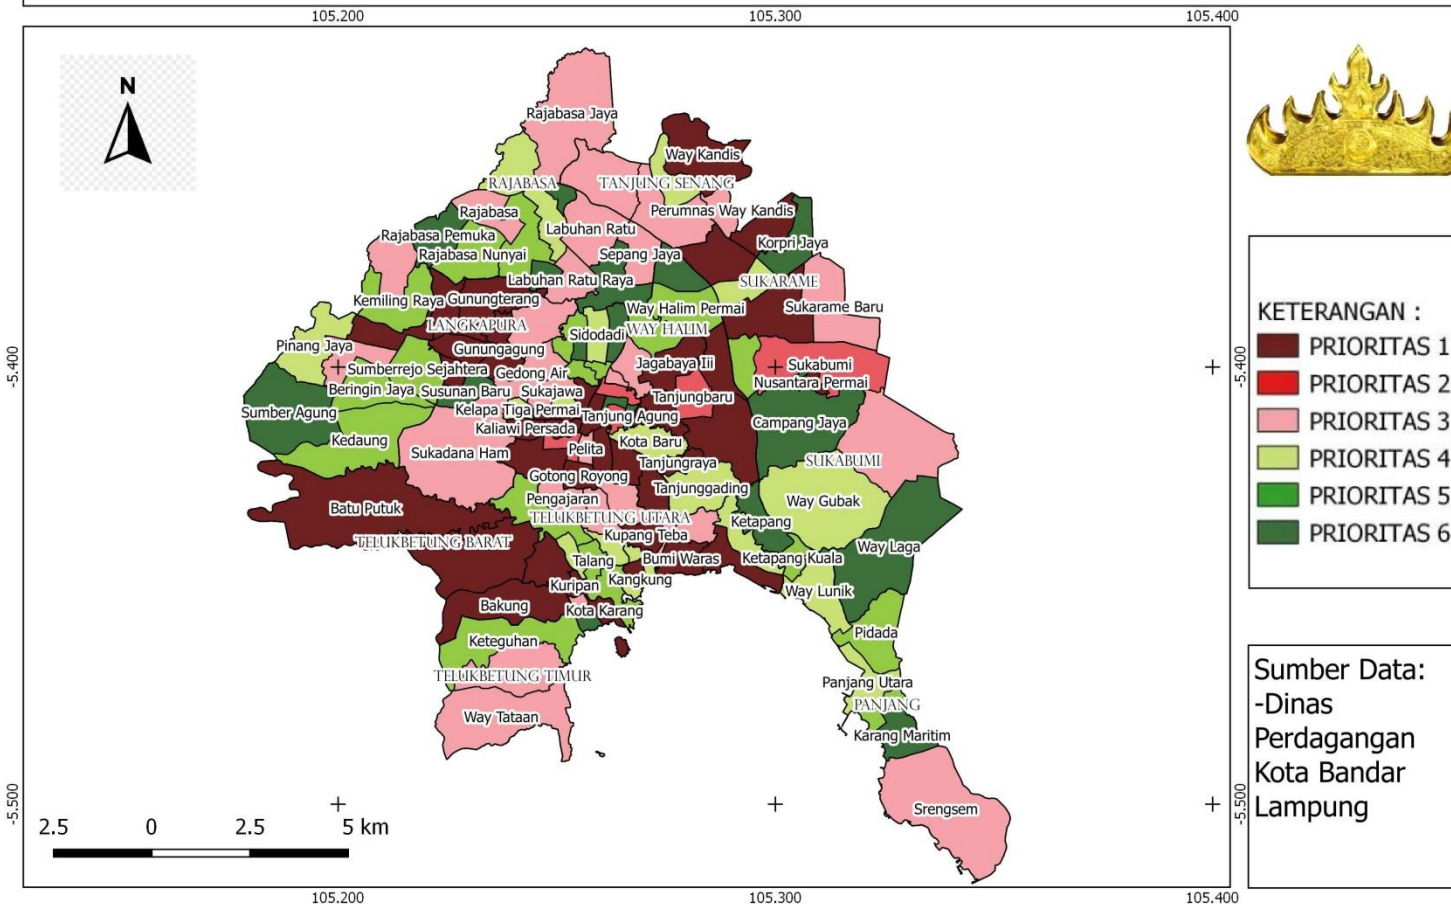 105.200
105.300
105.400
N
Rajabasa Jaya
Way Kandis
RAJABASA
TANJUNG SENANG
Rajabasa
Perumnas Way Kandis
Labuhan Ratu
Rajabasa Pemuka
Korpri Jaya
Rajabasa Nunyai
Sepang Jaya
Labuhan Ratu Raya
SUKARAME
Kemiling Raya
Gunungterang
Way Halim Permai
Sukarame Baru
LANGKAPURA
Sidodadi
WAY HALIM
Pinang Jaya
Gunungagung
Jagabaya Iii
Sukabumi
Sumberrejo Sejahtera
Gedong Air
Nusantara Permai
Beringin Jaya
Susunan Baru
Sukajawa
Tanjungbaru
Sumber Agung
Kelapa Tiga Permai
Tanjung Agung
Campang Jaya
Kaliawi Persada
Kedaung
Sukadana Ham
Pelita
Kota Baru
SUKABUMI
Tanjungraya
Gotong Royong
Tanjunggading
Pengajaran
Way Gubak
Batu Putuk
TELUKBETUNG UTARA
Ketapang
TELUKBETUNG BARAT
Kupang Teba
Way Laga
Talang
Bumi Waras
Ketapang Kuala
Kuripan
Kangkung
Way Lunik
Bakung
Kota Karang
Keteguhan
Pidada
TELUKBETUNG TIMUR
Panjang Utara
Way Tataan
PANJANG
Karang Maritim
Srengsem
-5.400
-5.400
-5.500
-5.500
2.5 0 2.5 5 km
105.200
105.300
105.400
KETERANGAN :
PRIORITAS 1
PRIORITAS 2
PRIORITAS 3
PRIORITAS 4
PRIORITAS 5
PRIORITAS 6
Sumber Data:
-Dinas
Perdagangan
Kota Bandar
Lampung